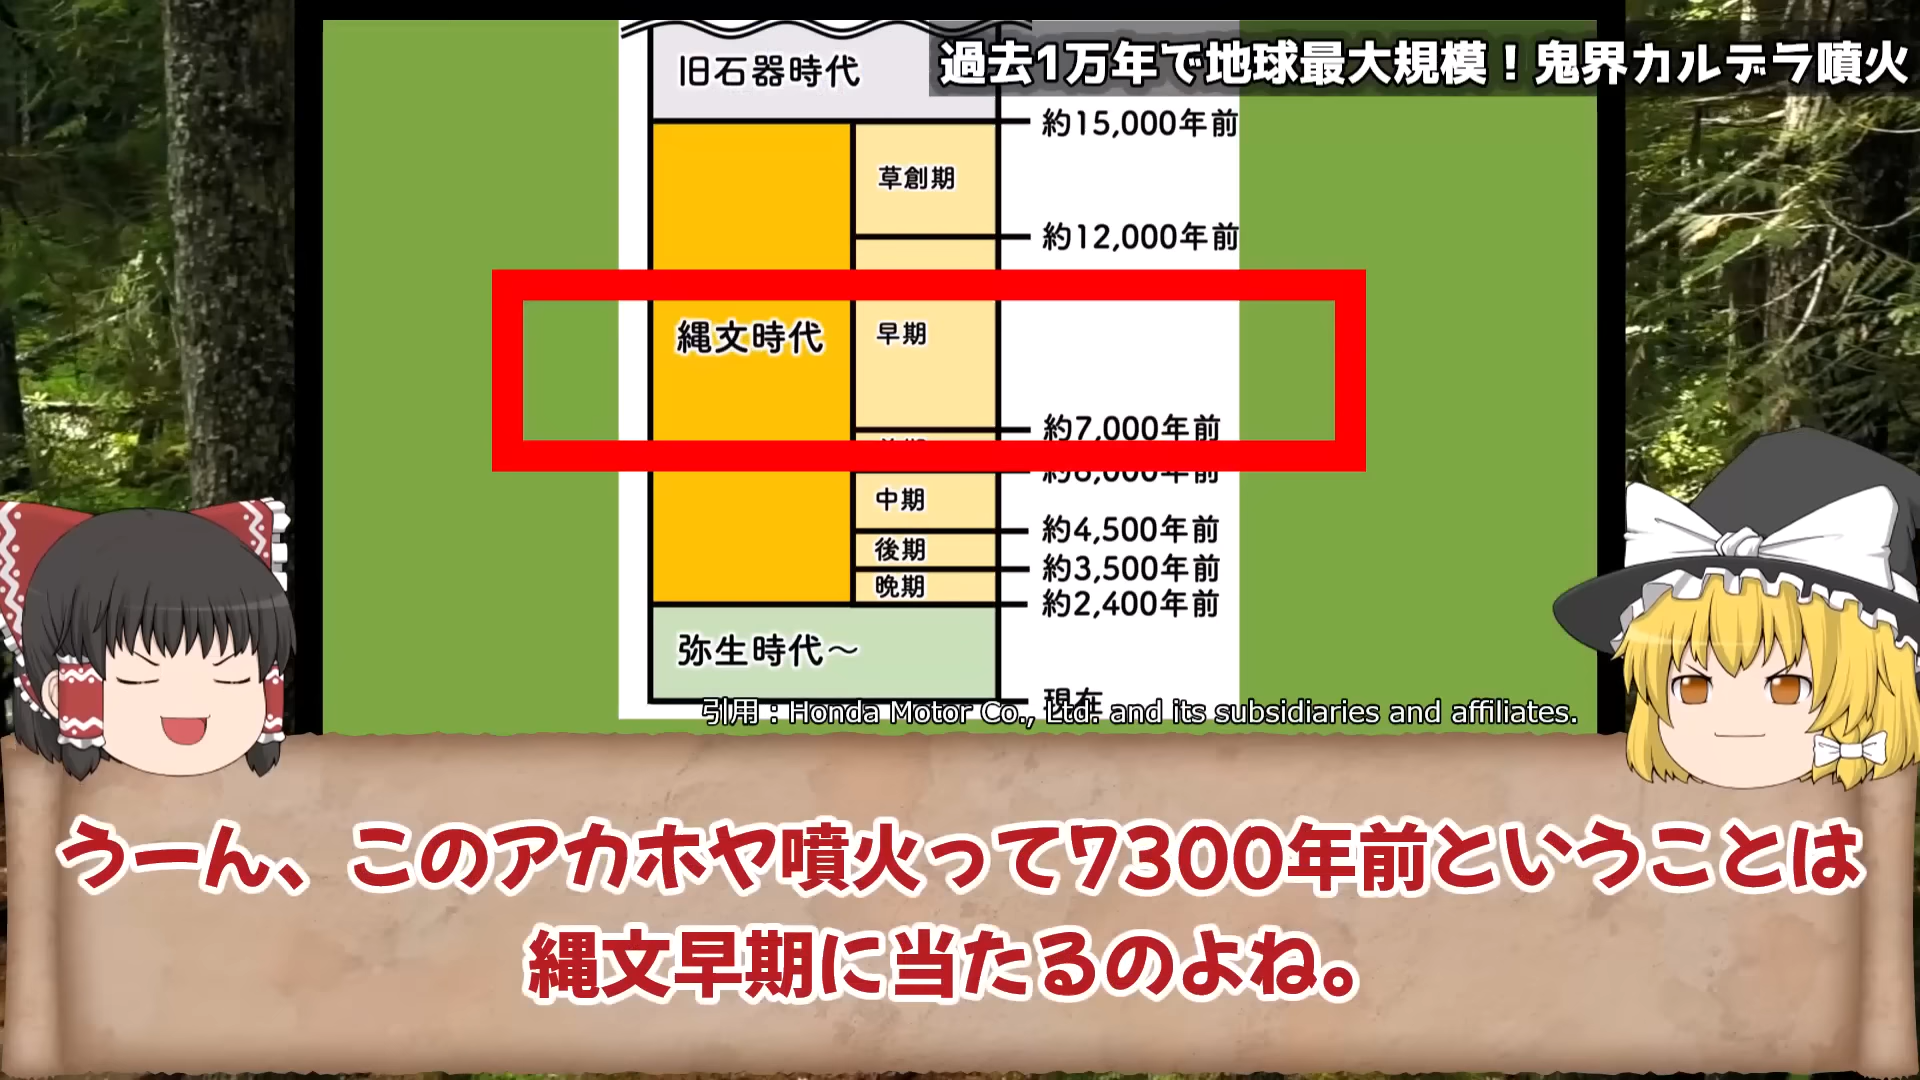 過去1万年で地球最大規模！鬼界カルデラ噴火
旧石器時代
約15,000年前
草創期
約12,000年前
縄文時代
早期
約7,000年前
中期
約4,500年前
後期
約3,500年前
晩期
約2,400年前
弥生時代～
現在
引用：Honda Motor Co., Ltd. and its subsidiaries and affiliates.
うーん、このアカホヤ噴火って7300年前ということは
縄文早期に当たるのよね。